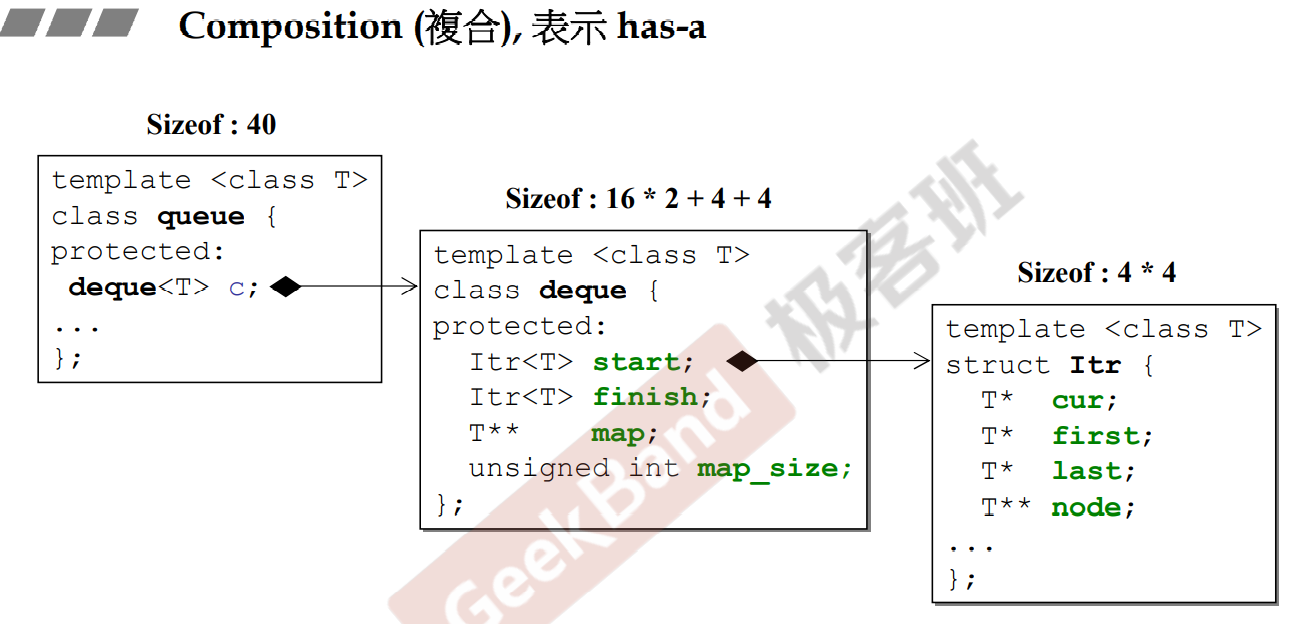 Composition (複合), 表示 has-a
Sizeof : 40
template <class T>
class queue {
protected:
deque<T> c;
...
};
Sizeof : 16 * 2 + 4 + 4
template <class T>
class deque {
protected:
Itr<T> start;
Itr<T> finish;
T** map;
unsigned int map_size;
};
Sizeof : 4 * 4
template <class T>
struct Itr {
T* cur;
T* first;
T* last;
T** node;
...
};
GeekBand
极客班